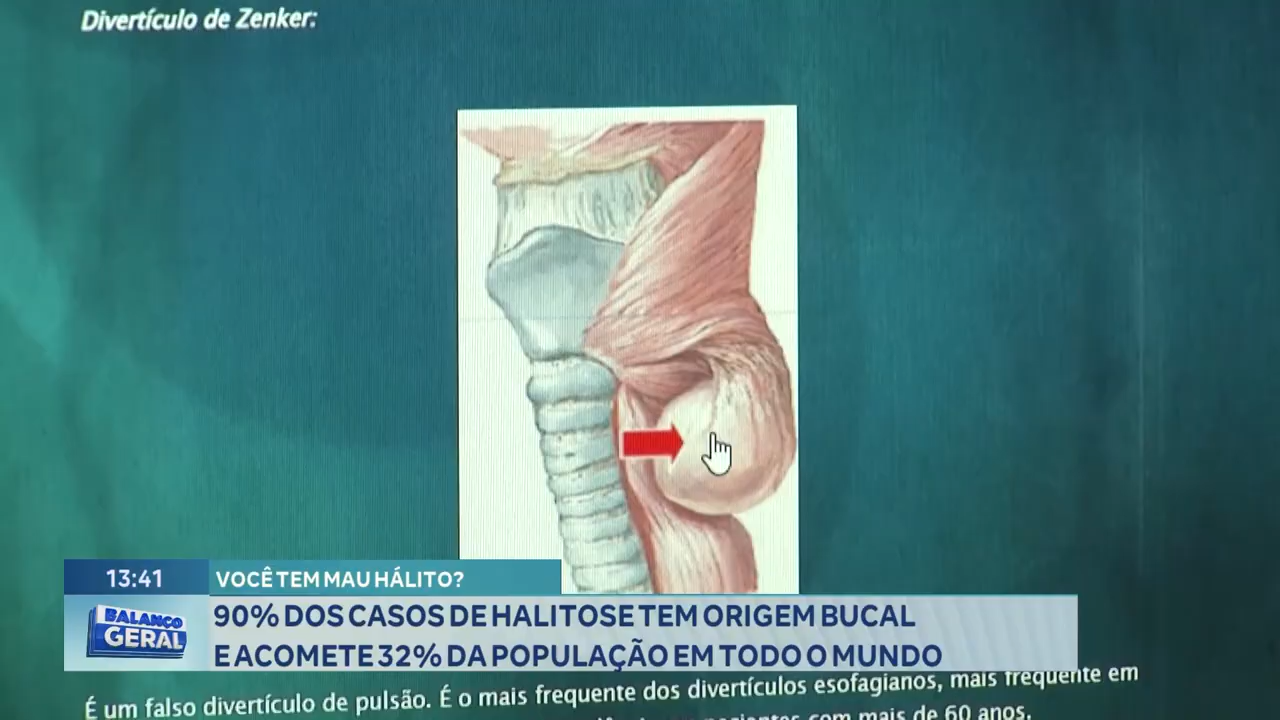 Divertículo de Zenker:
13:41
VOCÊ TEM MAU HÁLITO?
BALANÇO
GERAL
90% DOS CASOS DE HALITOSE TEM ORIGEM BUCAL
E ACOMETE 32% DA POPULAÇÃO EM TODO O MUNDO
É um falso divertículo de pulsão. É o mais frequente dos divertículos esofagianos, mais frequente em
pacientes com mais de 60 anos.